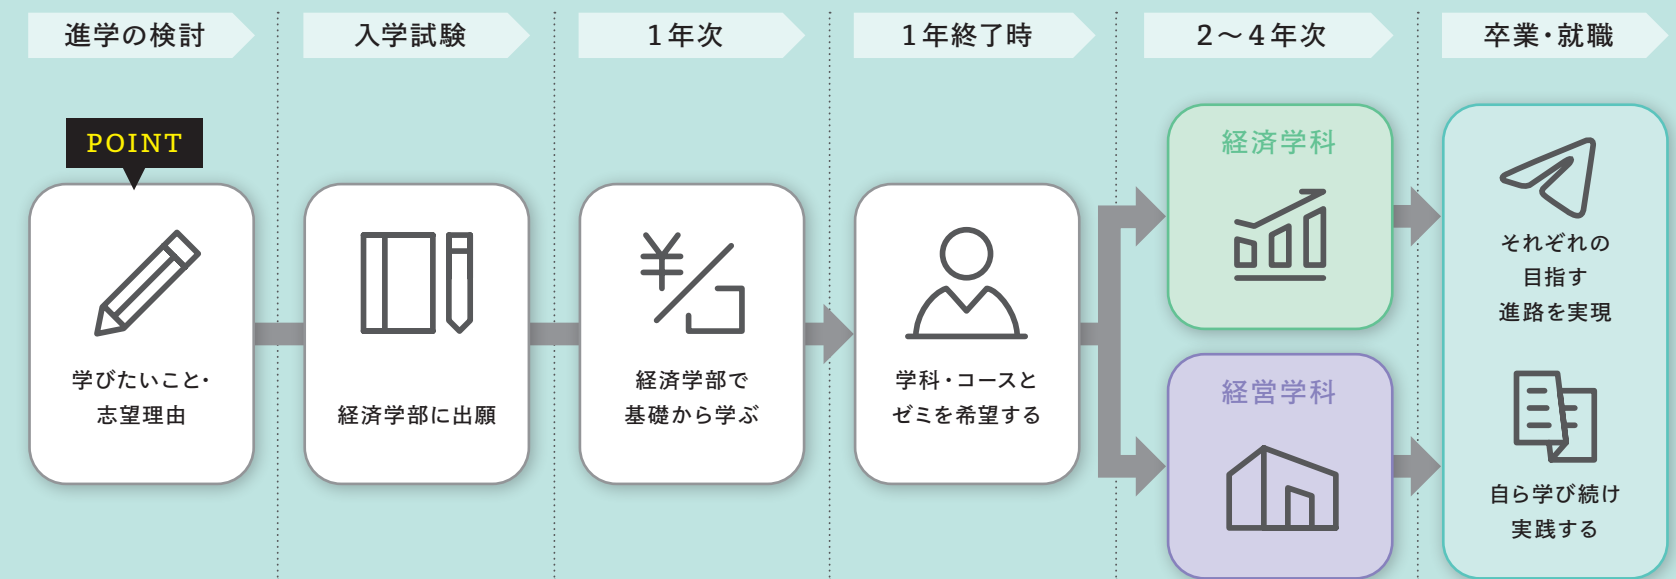 進学の検討
入学試験
1年次
1年終了時
2〜4年次
卒業・就職
POINT
学びたいこと・
志望理由
経済学部に出願
経済学部で
基礎から学ぶ
学科・コースと
ゼミを希望する
経済学科
経営学科
それぞれの
目指す
進路を実現
自ら学び続け
実践する